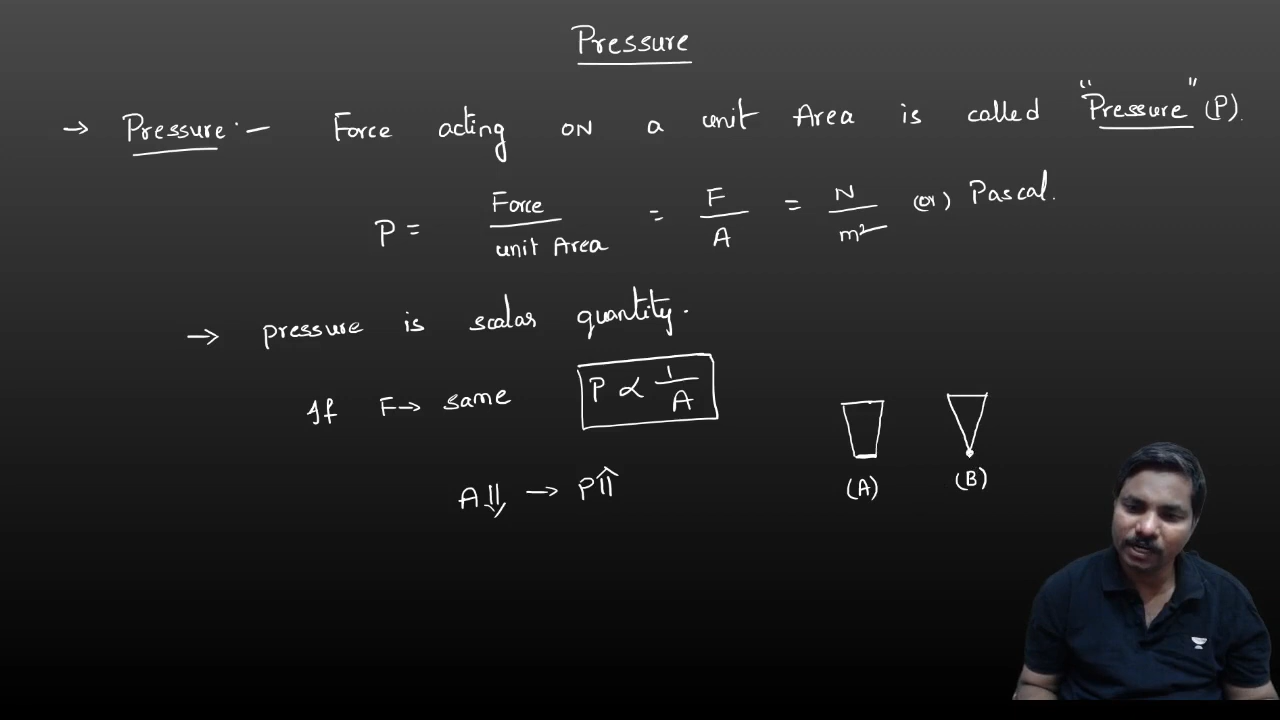 Pressure
→ Pressure:- Force acting on a unit Area is called "Pressure" (P).
P = Force / unit Area = F / A = N / m² (or) Pascal.
→ pressure is scalar quantity.
If F → same P ∝ 1 / A
A⇓ → P⇑
(A) (B)